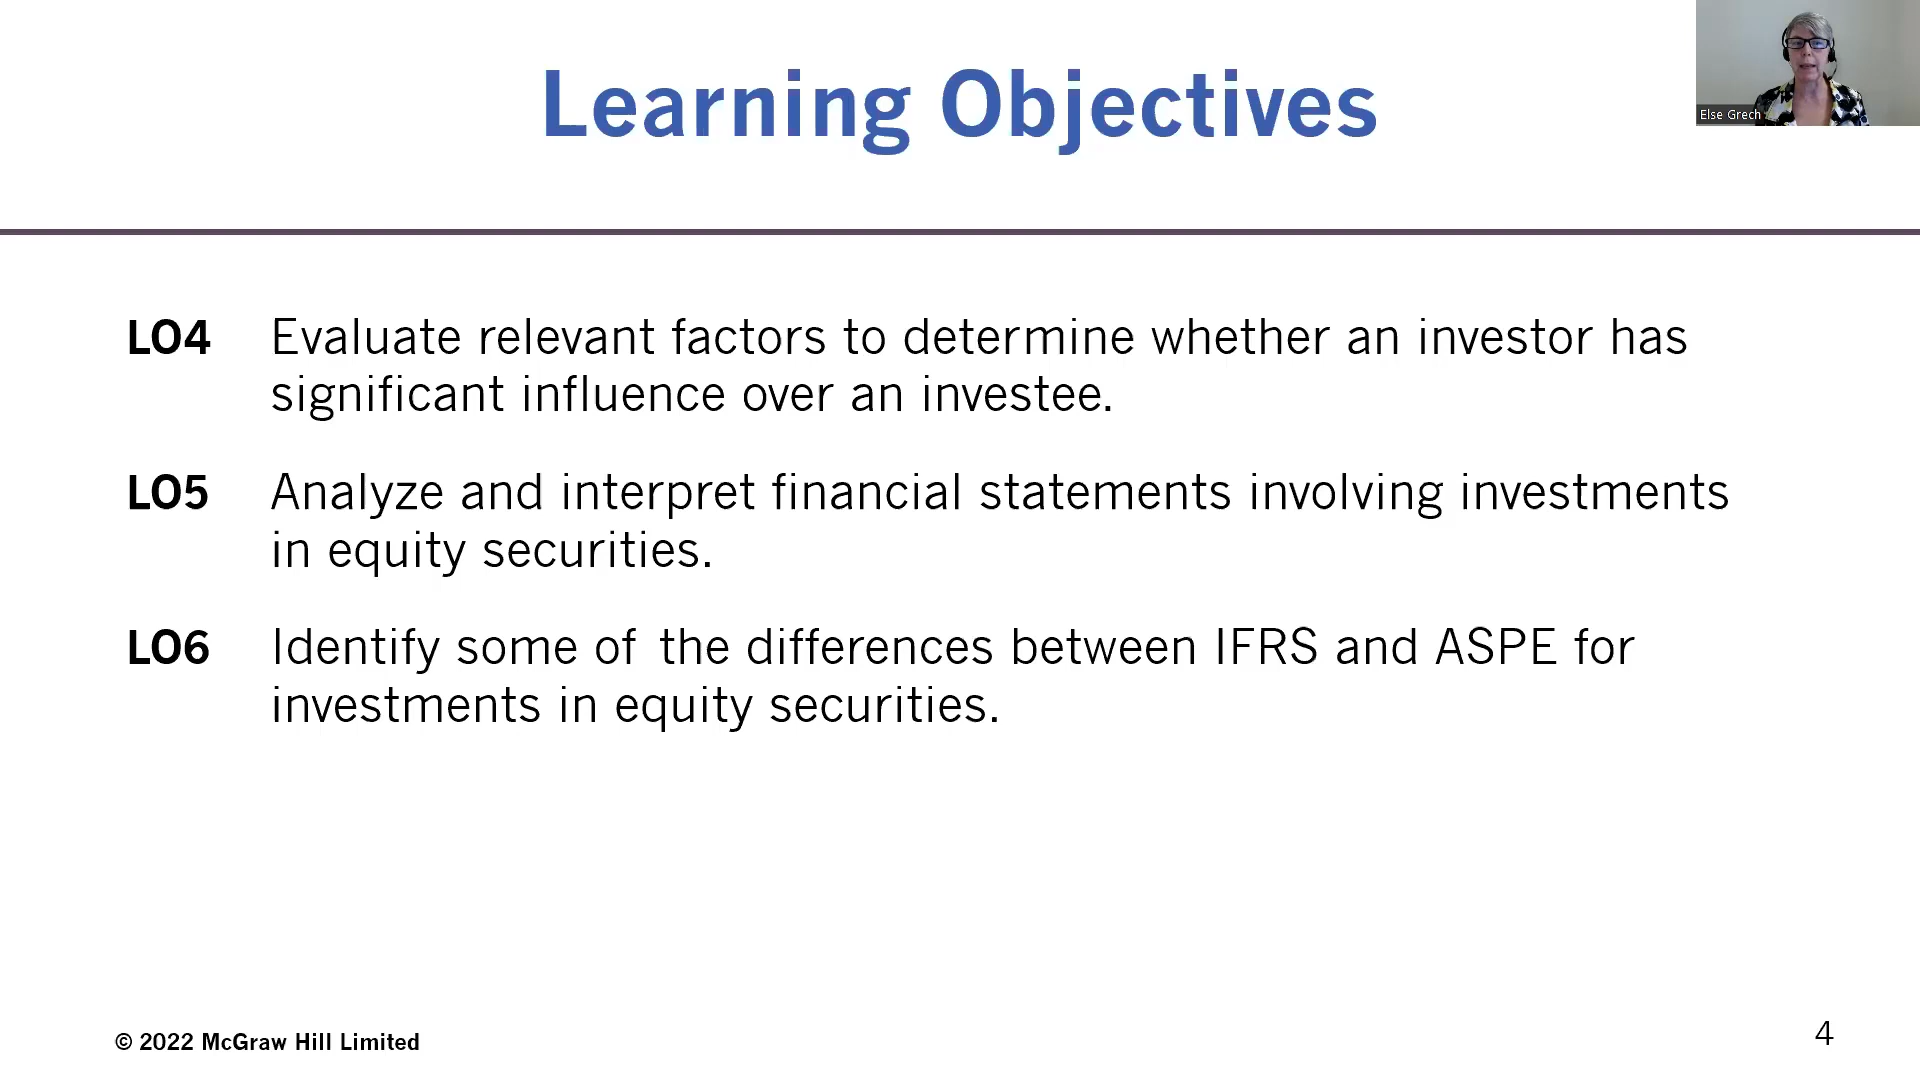 Learning Objectives
Else Grech
LO4 Evaluate relevant factors to determine whether an investor has
significant influence over an investee.
LO5 Analyze and interpret financial statements involving investments
in equity securities.
LO6 Identify some of the differences between IFRS and ASPE for
investments in equity securities.
© 2022 McGraw Hill Limited
4